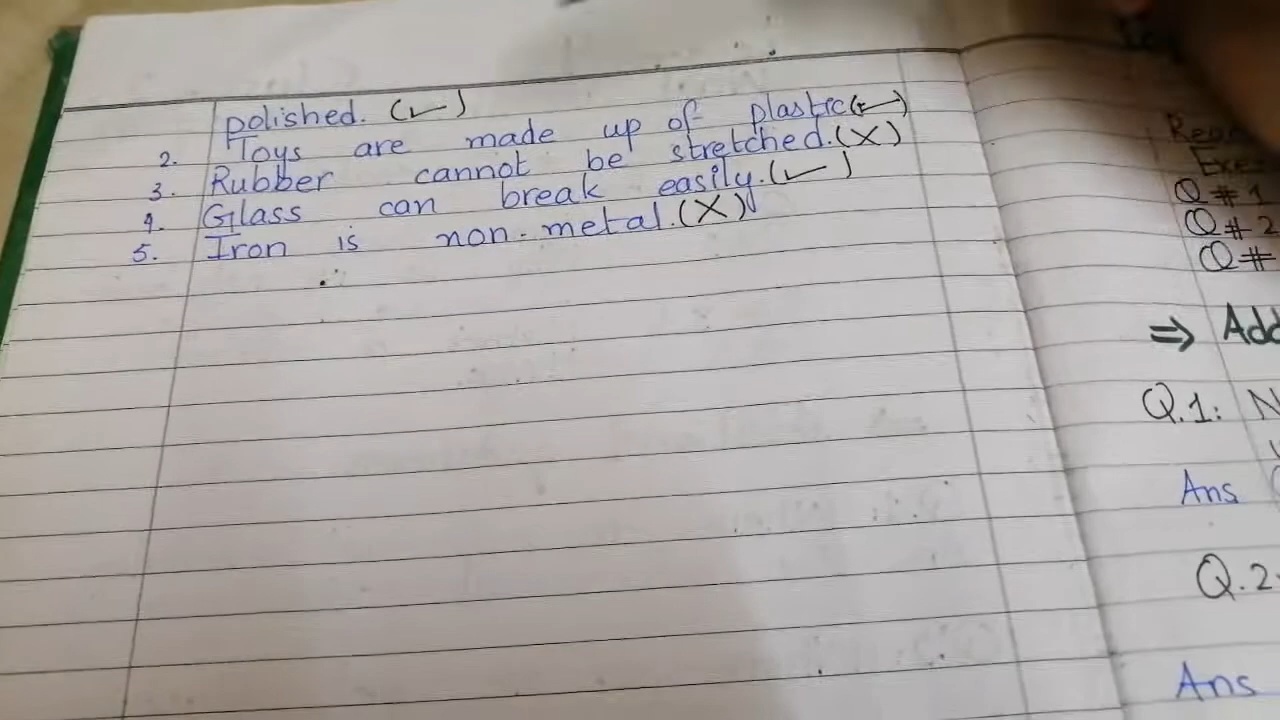 polished. (✓)
2. Toys are made up of plastic (✓)
3. Rubber cannot be stretched. (X)
4. Glass can break easily. (✓)
5. Iron is non-metal. (X)
Q # 1
Q # 2
Q #
⇒ Add
Q.1: N
Ans
Q.2:
Ans